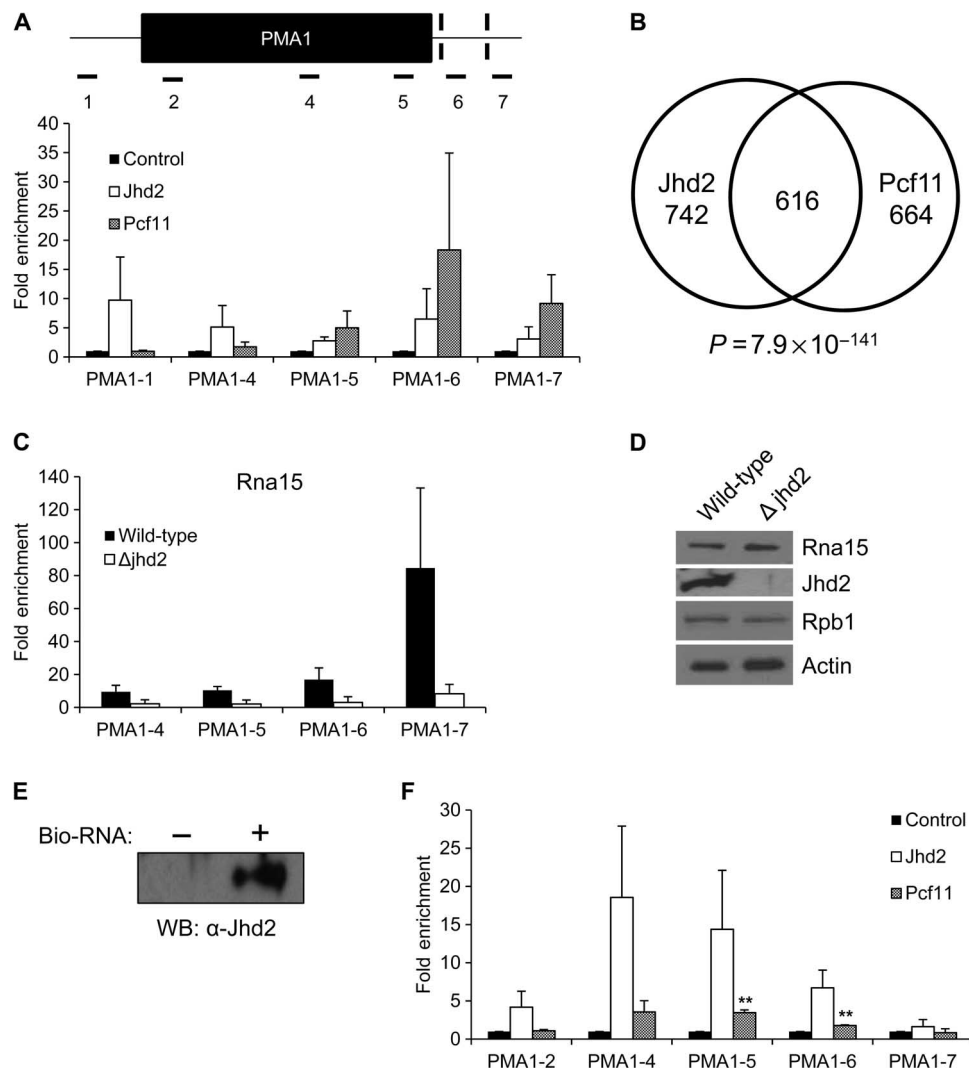 A
PMA1
1 2 4 5 6 7
40
35
30
25
20
15
10
5
0
Fold enrichment
Control
Jhd2
Pcf11
PMA1-1 PMA1-4 PMA1-5 PMA1-6 PMA1-7
B
Jhd2
742
616
Pcf11
664
P = 7.9 × 10⁻¹⁴¹
C
Rna15
140
120
100
80
60
40
20
0
Fold enrichment
Wild-type
Δjhd2
PMA1-4 PMA1-5 PMA1-6 PMA1-7
D
Wild-type
Δ jhd2
Rna15
Jhd2
Rpb1
Actin
E
Bio-RNA: − +
WB: α-Jhd2
F
30
25
20
15
10
5
0
Fold enrichment
Control
Jhd2
Pcf11
**
**
PMA1-2 PMA1-4 PMA1-5 PMA1-6 PMA1-7